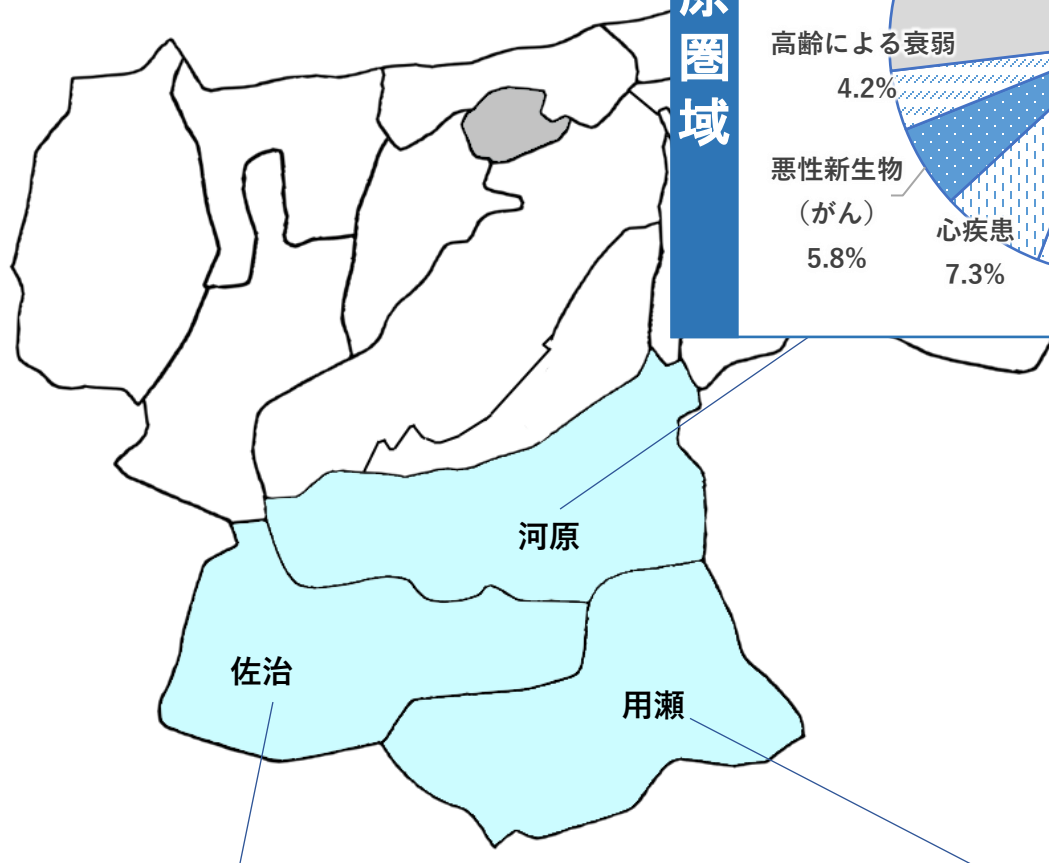 原
圏
域
高齢による衰弱
4.2%
悪性新生物
（がん）
5.8%
心疾患
7.3%
河原
佐治
用瀬